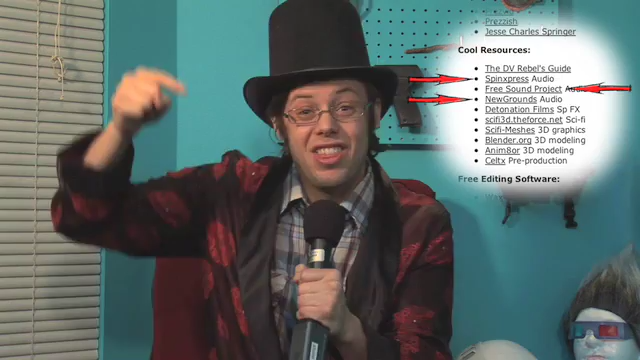 Prezzish
Jesse Charles Springer
Cool Resources:
The DV Rebel's Guide
Spinxpress Audio
Free Sound Project Audio
NewGrounds Audio
Detonation Films Sp FX
scifi3d.theforce.net Sci-fi
Sci-Meshes 3D graphics
Blender.org 3D modeling
Anim8or 3D modeling
Celtx Pre-production
Free Editing Software: